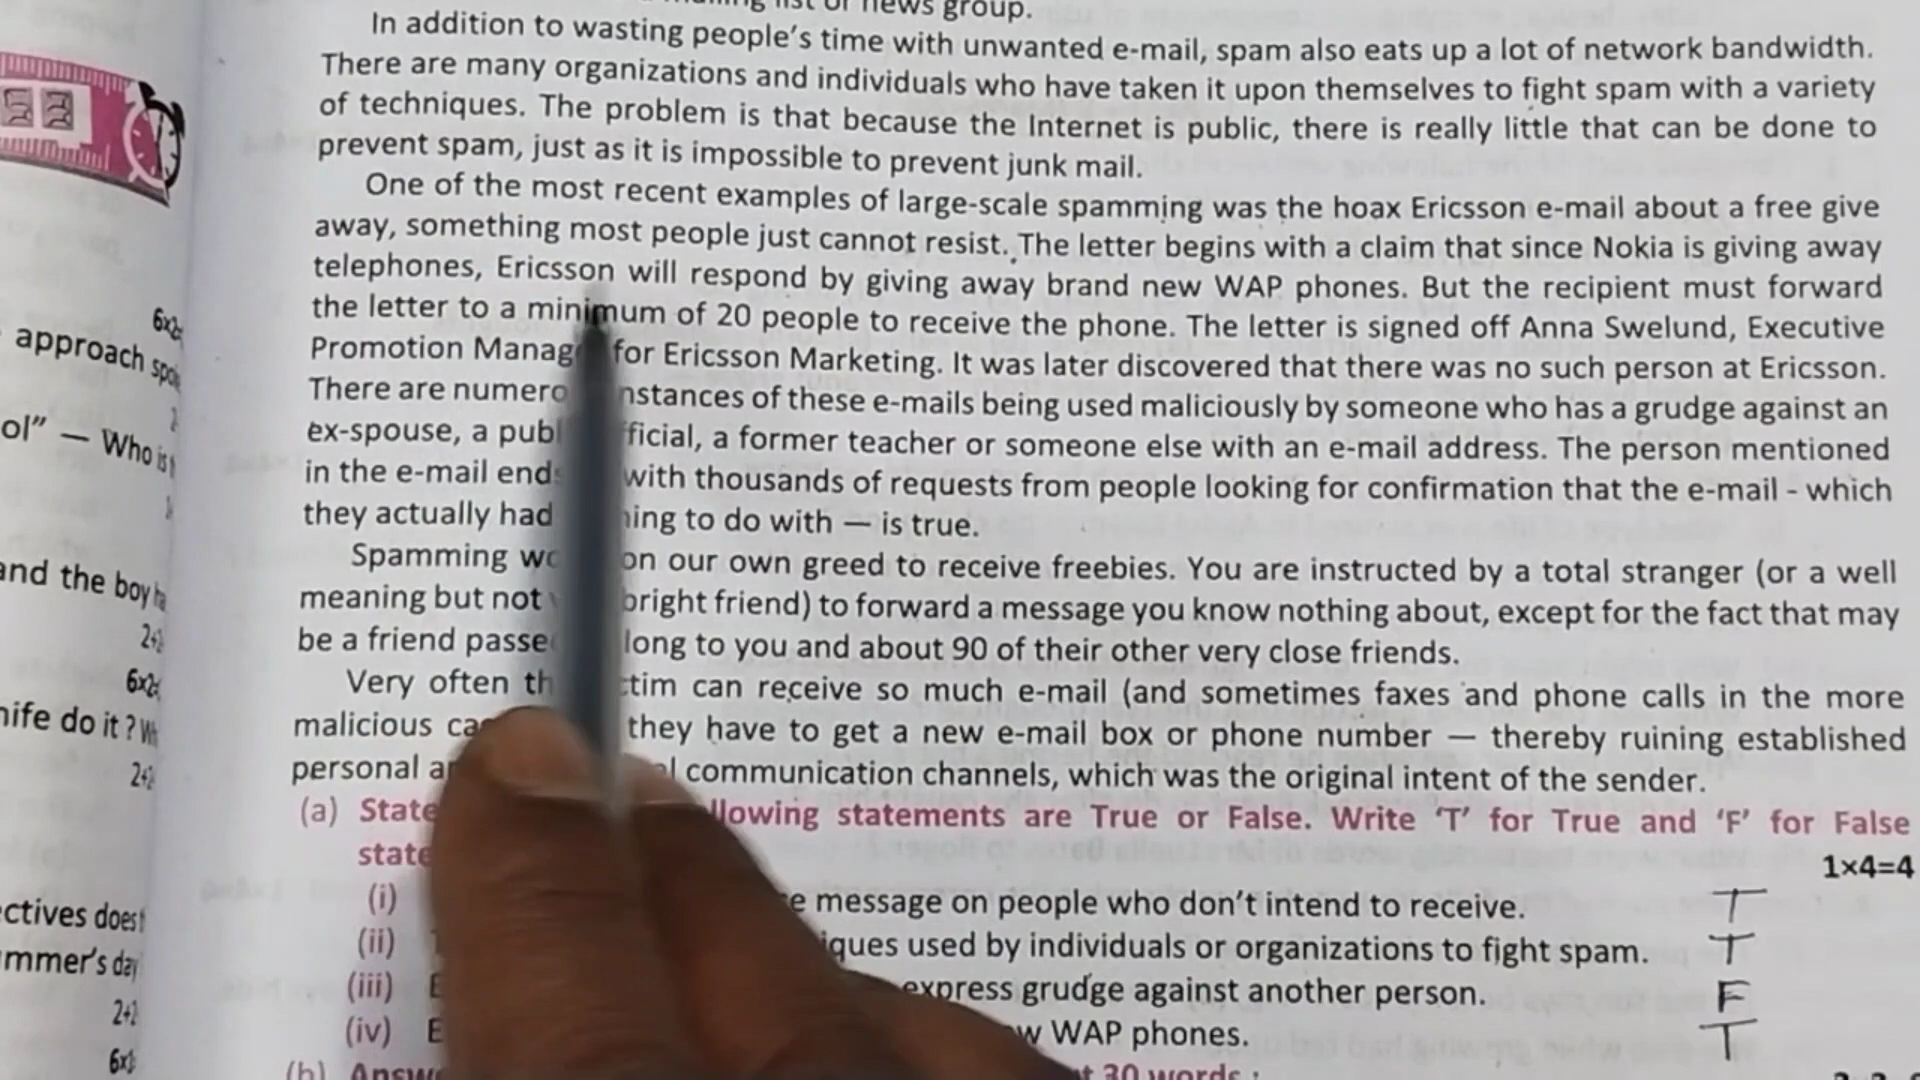 news group.
In addition to wasting people's time with unwanted e-mail, spam also eats up a lot of network bandwidth.
There are many organizations and individuals who have taken it upon themselves to fight spam with a variety
of techniques. The problem is that because the Internet is public, there is really little that can be done to
prevent spam, just as it is impossible to prevent junk mail.
One of the most recent examples of large-scale spamming was the hoax Ericsson e-mail about a free give
away, something most people just cannot resist. The letter begins with a claim that since Nokia is giving away
telephones, Ericsson will respond by giving away brand new WAP phones. But the recipient must forward
the letter to a minimum of 20 people to receive the phone. The letter is signed off Anna Swelund, Executive
Promotion Manag for Ericsson Marketing. It was later discovered that there was no such person at Ericsson.
There are numero nstances of these e-mails being used maliciously by someone who has a grudge against an
ex-spouse, a publ ficial, a former teacher or someone else with an e-mail address. The person mentioned
in the e-mail ends with thousands of requests from people looking for confirmation that the e-mail - which
they actually had hing to do with — is true.
Spamming wo on our own greed to receive freebies. You are instructed by a total stranger (or a well
meaning but not bright friend) to forward a message you know nothing about, except for the fact that may
be a friend passe long to you and about 90 of their other very close friends.
Very often th ctim can receive so much e-mail (and sometimes faxes and phone calls in the more
malicious ca they have to get a new e-mail box or phone number — thereby ruining established
personal a l communication channels, which was the original intent of the sender.
(a) State llowing statements are True or False. Write 'T' for True and 'F' for False
state 1×4=4
(i) e message on people who don't intend to receive. T
(ii) T iques used by individuals or organizations to fight spam. T
(iii) E express grudge against another person. F
(iv) E w WAP phones. T
(b) Answ t 30 words :
6x2
approach spo
ol" — Who is
and the boy
2+2
6x2
nife do it ?
2+2
ctives does
mmer's day
2+2
6x